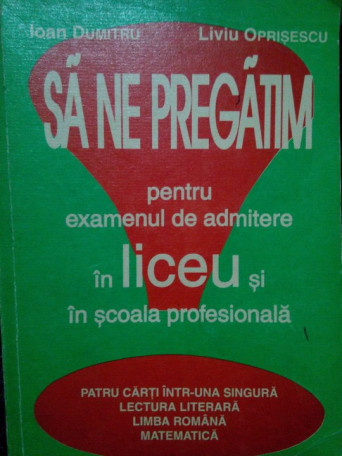 Ioan DUMITRU Liviu OPRIȘESCU
SĂ NE PREGĂTIM
pentru
examenul de admitere
în liceu și
în școala profesională
PATRU CĂRȚI ÎNTR-UNA SINGURĂ
LECTURA LITERARĂ
LIMBA ROMÂNĂ
MATEMATICĂ